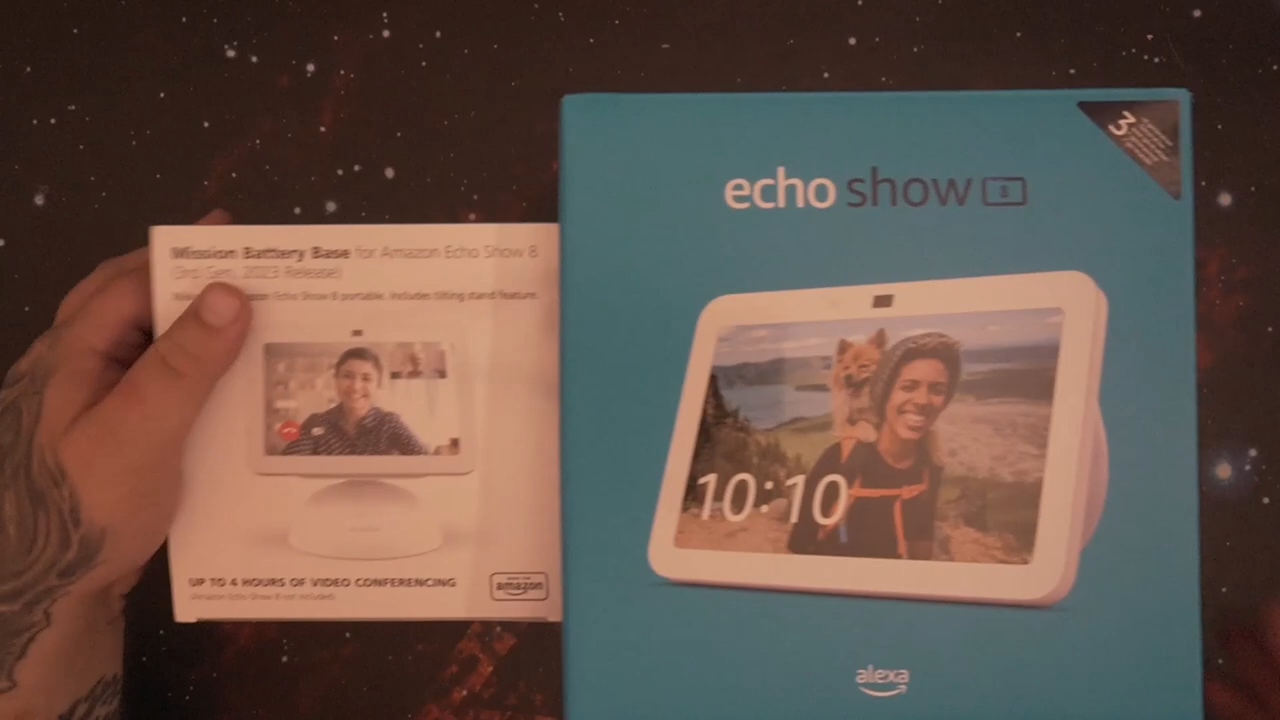 Mission Battery Base for Amazon Echo Show 8
(3rd Gen, 2023 Release)
Echo Show 8 portable. Includes tilting stand feature.
UP TO 4 HOURS OF VIDEO CONFERENCING
(Amazon Echo Show 8 not included)
amazon
echo show 8
3
10:10
alexa